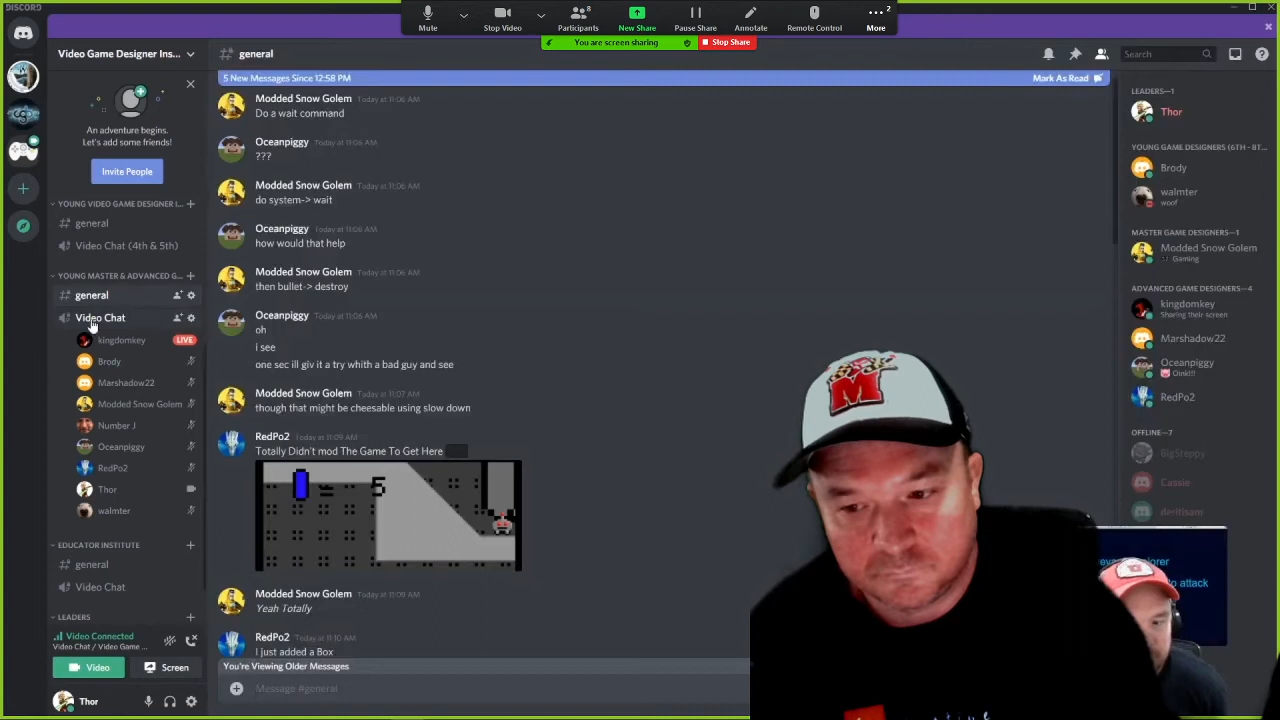 DISCORD
Mute
Stop Video
8
Participants
New Share
Pause Share
Annotate
Remote Control
2
More
You are screen sharing
Stop Share
Video Game Designer Ins...
general
Search
An adventure begins.
Let's add some friends!
Invite People
YOUNG VIDEO GAME DESIGNER I...
general
Video Chat (4th & 5th)
YOUNG MASTER & ADVANCED G...
general
Video Chat
kingdomkey
LIVE
Brody
Marshadow22
Modded Snow Golem
Number J
Oceanpiggy
RedPo2
Thor
walmter
EDUCATOR INSTITUTE
general
Video Chat
LEADERS
Video Connected
Video Chat / Video Game ...
Video
Screen
Thor
5 New Messages Since 12:58 PM
Mark As Read
Modded Snow Golem Today at 11:06 AM
Do a wait command
Oceanpiggy Today at 11:06 AM
???
Modded Snow Golem Today at 11:06 AM
do system-> wait
Oceanpiggy Today at 11:06 AM
how would that help
Modded Snow Golem Today at 11:06 AM
then bullet-> destroy
Oceanpiggy Today at 11:06 AM
oh
i see
one sec ill giv it a try whith a bad guy and see
Modded Snow Golem Today at 11:07 AM
though that might be cheesable using slow down
RedPo2 Today at 11:09 AM
Totally Didn't mod The Game To Get Here
= 5
Modded Snow Golem Today at 11:09 AM
Yeah Totally
RedPo2 Today at 11:10 AM
I just added a Box
You're Viewing Older Messages
Message #general
LEADERS—1
Thor
YOUNG GAME DESIGNERS (6TH - 8T...
Brody
walmter
woof
MASTER GAME DESIGNERS—1
Modded Snow Golem
Gaming
ADVANCED GAME DESIGNERS—4
kingdomkey
Sharing their screen
Marshadow22
Oceanpiggy
Oink!!!
RedPo2
OFFLINE—7
BigSteppy
Cassie
deritisam
M